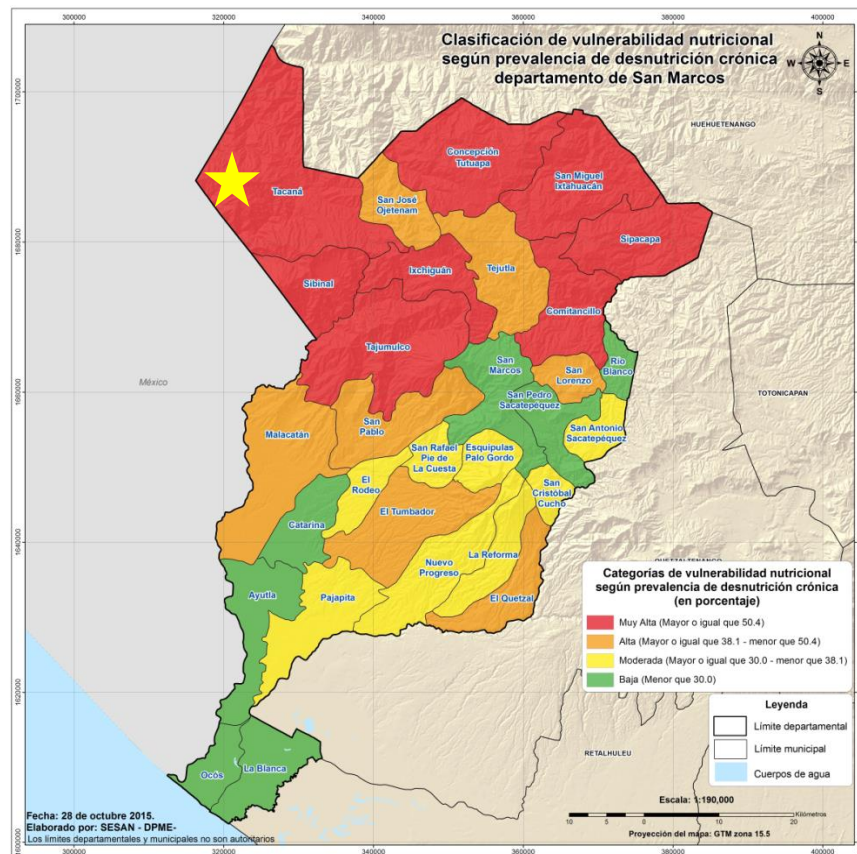 Clasificación de vulnerabilidad nutricional
según prevalencia de desnutrición crónica
departamento de San Marcos
N
W E
S
300000
320000
340000
360000
380000
400000
1700000
1680000
1660000
1640000
1620000
1600000
HUEHUETENANGO
Concepción
Tutuapa
San Miguel
Ixtahuacán
Tacaná
San José
Ojetenam
Sipacapa
Ixchiguán
Tejutla
Sibinal
Comitancillo
Tajumulco
San
Marcos
Río
Blanco
San
Lorenzo
México
TOTONICAPAN
San Pedro
Sacatepéquez
San
Pablo
Malacatán
San Antonio
Sacatepéquez
San Rafael
Pie de
La Cuesta
Esquipulas
Palo Gordo
El
Rodeo
San
Cristóbal
Cucho
El Tumbador
Catarina
La Reforma
Nuevo
Progreso
QUETZALTENANGO
Ayutla
Pajapita
El Quetzal
Categorías de vulnerabilidad nutricional
según prevalencia de desnutrición crónica
(en porcentaje)
Muy Alta (Mayor o igual que 50.4)
Alta (Mayor o igual que 38.1 - menor que 50.4)
Moderada (Mayor o igual que 30.0 - menor que 38.1)
Baja (Menor que 30.0)
Leyenda
Límite departamental
Límite municipal
Cuerpos de agua
RETALHULEU
Ocós
La Blanca
Escala: 1:190,000
10 5 0 10 20
Kilómetros
Proyección del mapa: GTM zona 15.5
Fecha: 28 de octubre 2015.
Elaborado por: SESAN - DPME-
Los límites departamentales y municipales no son autoritarios
300000
320000
340000
360000
380000
400000